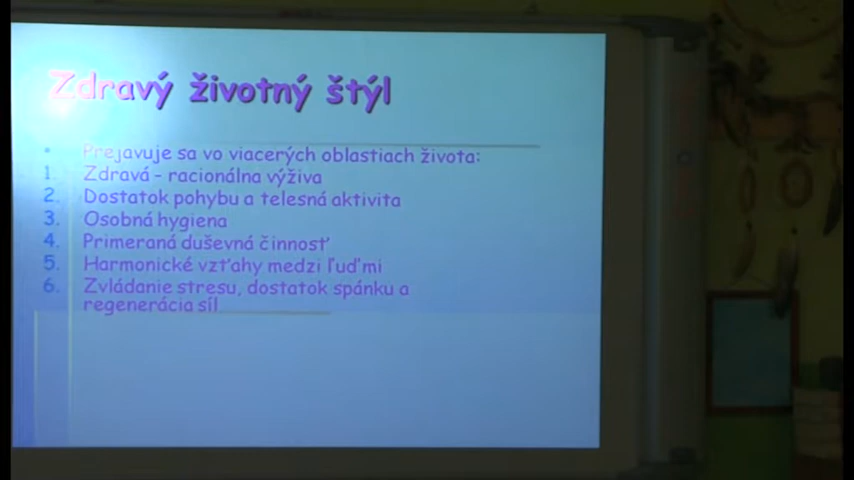 Zdravý životný štýl
• Prejavuje sa vo viacerých oblastiach života:
1. Zdravá - racionálna výživa
2. Dostatok pohybu a telesná aktivita
3. Osobná hygiena
4. Primeraná duševná činnosť
5. Harmonické vzťahy medzi ľuďmi
6. Zvládanie stresu, dostatok spánku a
regenerácia síl